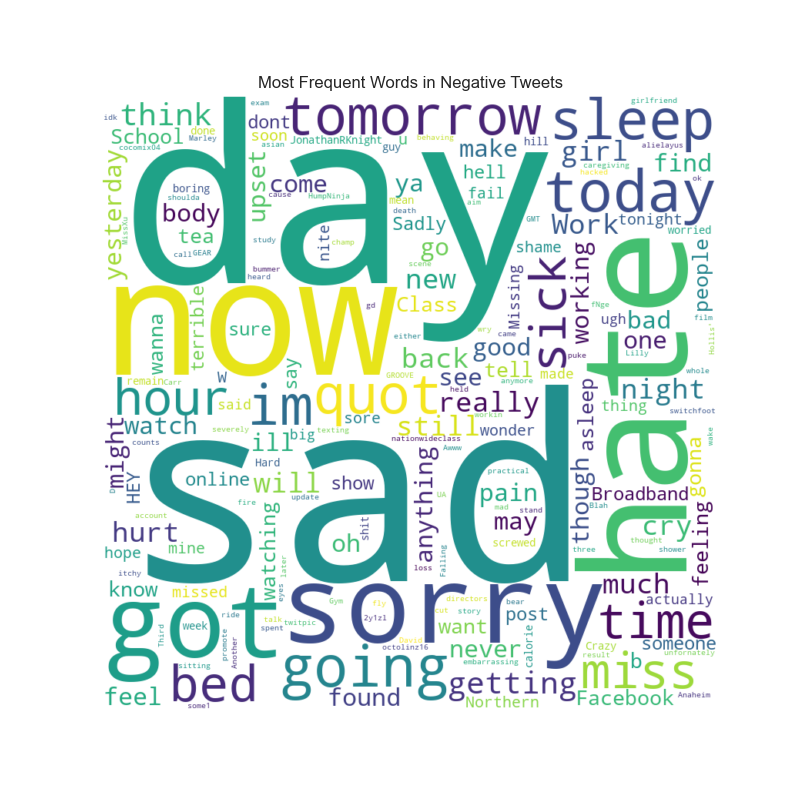 Most Frequent Words in Negative Tweets
day
sad
now
hate
sorry
got
today
sleep
tomorrow
time
miss
going
im
quot
hour
sick
bed
think
School
done
idk
cocomix04
Marley
exam
dont
soon
JonathanRKnight
u
guy
behaving
hill
girlfriend
alielayus
asian
make
girl
caregiving
hacked
ok
find
yesterday
boring
shoulda
body
tea
call
GEAR
upset
come
cause
HumpNinja
ya
hell
fail
mean
aim
death
Sadly
nite
study
champ
go
GMT
Work
tonight
worried
shame
people
bummer
heard
scene
new
Missing
working
fNge
film
wanna
terrible
sure
gd
Class
either
came
good
ugh
bad
one
Lilly
Hollis'
puke
back
see
tell
made
anymore
night
whole
remain
Carr
W
say
GROOVE
held
really
thing
switchfoot
watch
said
sore
still
workin
wonder
asleep
gonna
wake
might
HEY
counts
severely
texting
ill
big
nationwideclass
Awww
though
Hard
online
will
show
update
anything
practical
pain
UA
mad
stand
may
Broadband
Blah
cry
thought
feeling
hurt
account
fire
shit
oh
screwed
three
shower
hope
mine
watching
later
eyes
loss
Falling
itchy
know
missed
much
actually
Gym
fly
directors
cut
story
bear
post
calorie
week
ride
talk
spent
twitpic
2y1zl
David
want
someone
Third
promote
Another
octolinz16
never
embarrassing
Crazy
result
b
unfornately
sitting
feel
some1
found
getting
Northern
Facebook
Anaheim